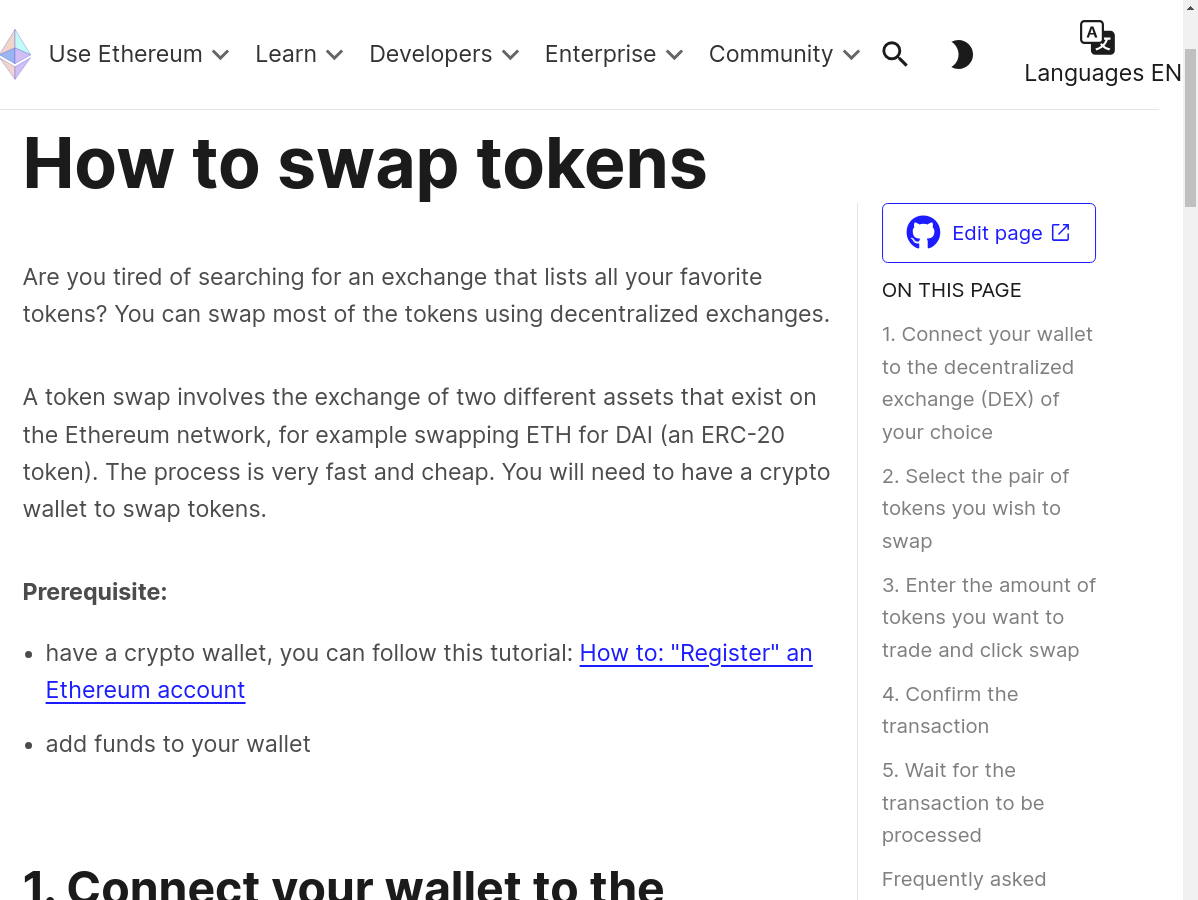 Use Ethereum
Learn
Developers
Enterprise
Community
Languages EN
How to swap tokens
Are you tired of searching for an exchange that lists all your favorite
tokens? You can swap most of the tokens using decentralized exchanges.
A token swap involves the exchange of two different assets that exist on
the Ethereum network, for example swapping ETH for DAI (an ERC-20
token). The process is very fast and cheap. You will need to have a crypto
wallet to swap tokens.
Prerequisite:
• have a crypto wallet, you can follow this tutorial: How to: "Register" an
Ethereum account
• add funds to your wallet
1. Connect your wallet to the
Edit page
ON THIS PAGE
1. Connect your wallet
to the decentralized
exchange (DEX) of
your choice
2. Select the pair of
tokens you wish to
swap
3. Enter the amount of
tokens you want to
trade and click swap
4. Confirm the
transaction
5. Wait for the
transaction to be
processed
Frequently asked